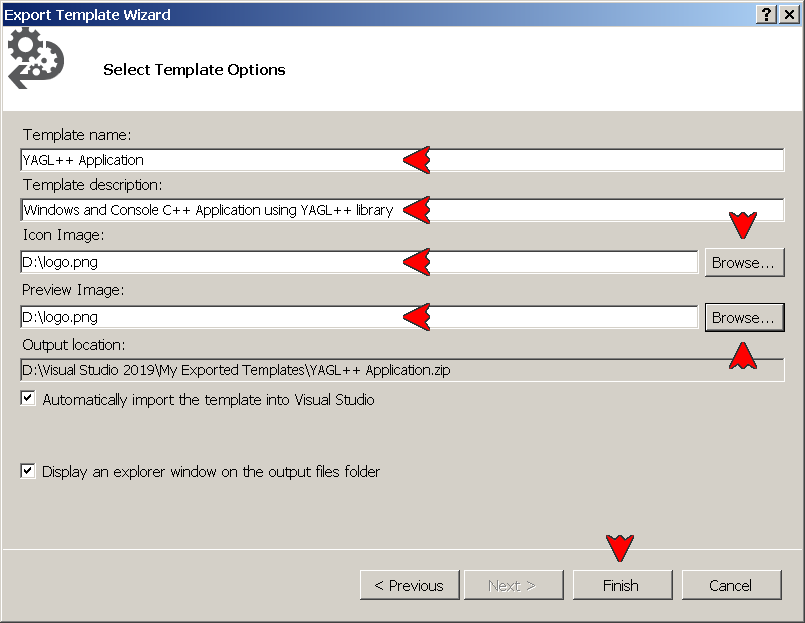 Export Template Wizard
?
Select Template Options
Template name:
YAGL++ Application
Template description:
Windows and Console C++ Application using YAGL++ library
Icon Image:
D:\logo.png Browse...
Preview Image:
D:\logo.png Browse...
Output location:
D:\Visual Studio 2019\My Exported Templates\YAGL++ Application.zip
Automatically import the template into Visual Studio
Display an explorer window on the output files folder
< Previous Next > Finish Cancel